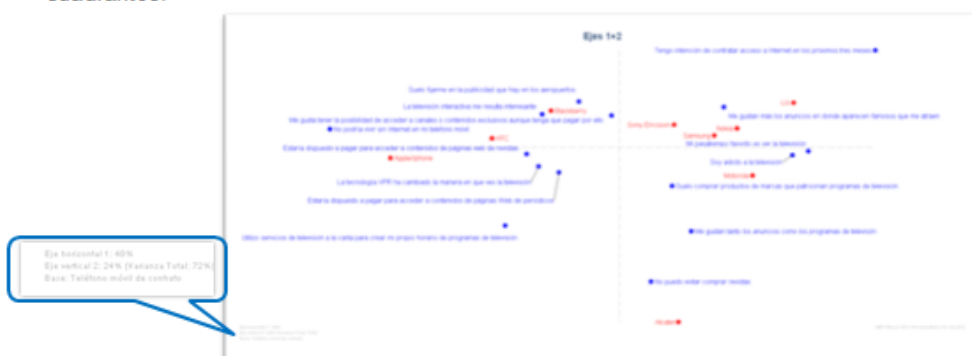 cuadrantes.
Ejes 1+2
Tengo intención de contratar acceso a Internet en los próximos tres meses
Suelo fijarme en la publicidad que hay en los aeropuertos
LG
La televisión interactiva me resulta interesante
Blackberry
Me gustan más los anuncios en donde aparecen famosos que me atraen
Me gusta tener la posibilidad de acceder a canales o contenidos exclusivos aunque tenga que pagar por ello
Sony Ericsson
Nokia
No podría vivir sin internet en mi teléfono móvil
Samsung
HTC
Mi pasatiempo favorito es ver la televisión
Estaría dispuesto a pagar para acceder a contenidos de páginas web de revistas
Apple/iphone
Soy adicto a la televisión
Motorola
La tecnología VPR ha cambiado la manera en que veo la televisión
Suelo comprar productos de marcas que patrocinan programas de televisión
Estaría dispuesto a pagar para acceder a contenidos de páginas Web de periódicos
Me gustan tanto los anuncios como los programas de televisión
Utilizo servicios de televisión a la carta para crear mi propio horario de programas de televisión
Eje horizontal 1: 48%
Eje vertical 2: 24% (Varianza Total: 72%)
Base: Teléfono móvil de contrato
No puedo evitar comprar revistas
Alcatel